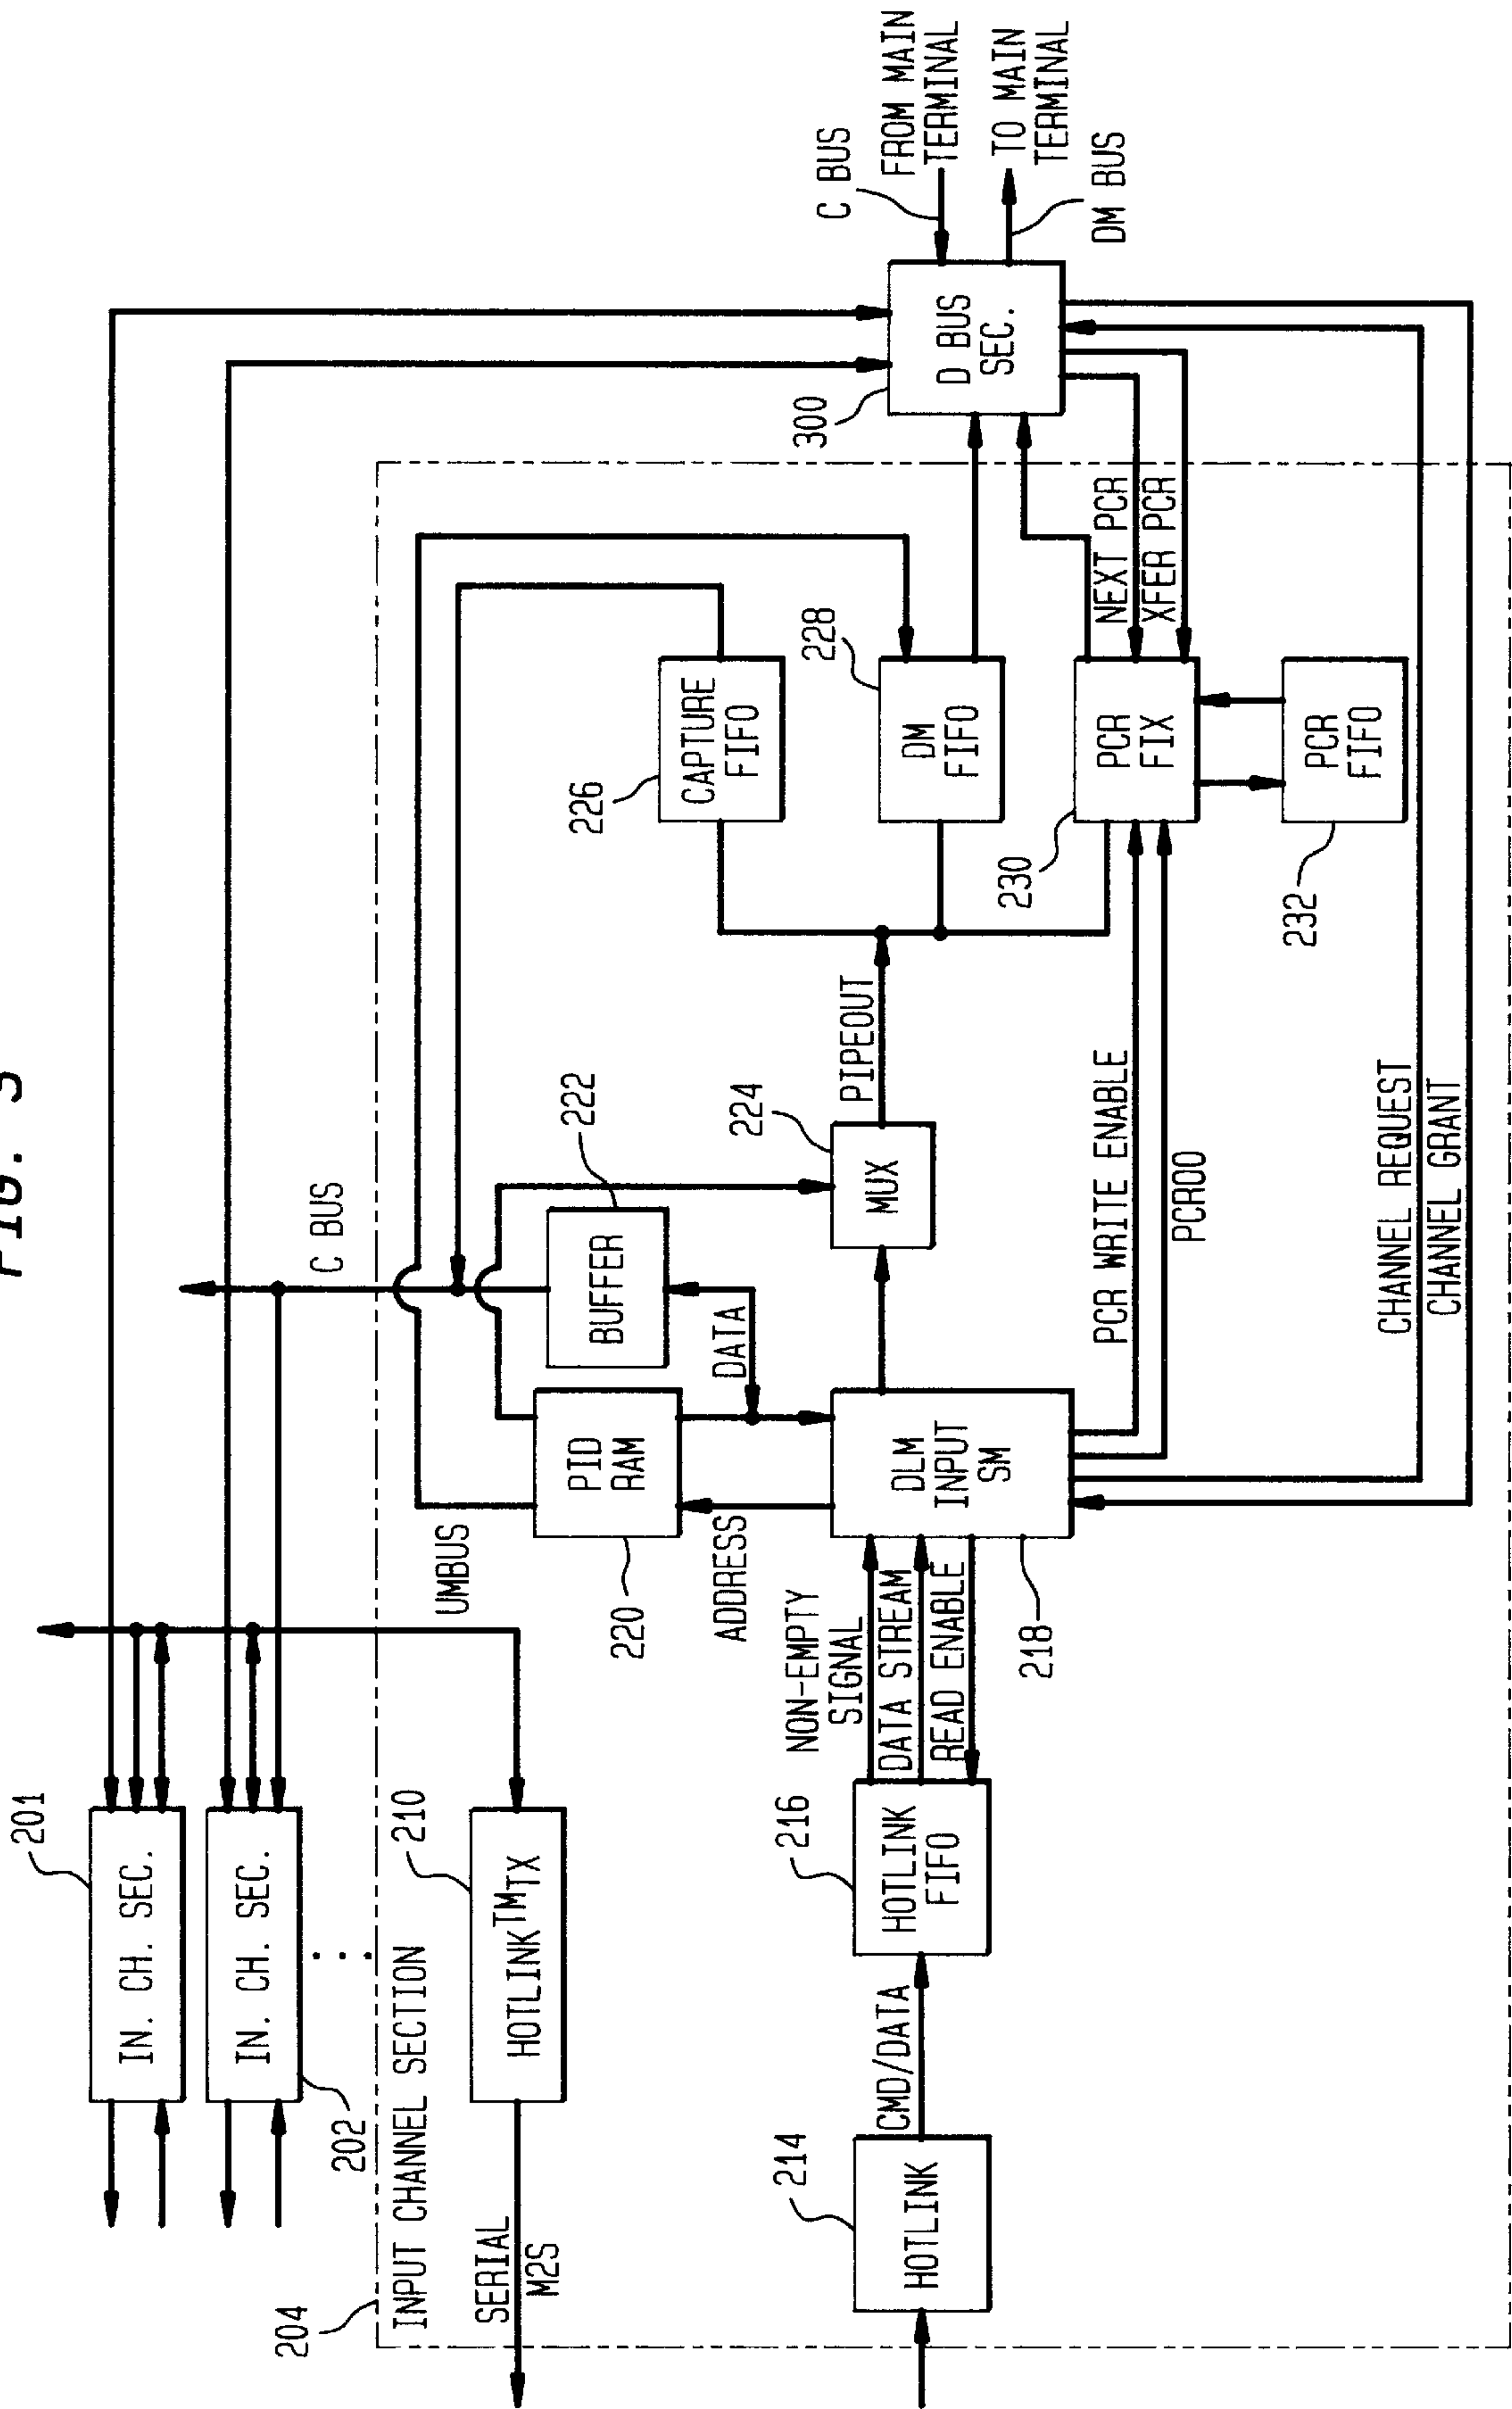 FIG. 3
201
IN. CH. SEC.
IN. CH. SEC.
202
204
INPUT CHANNEL SECTION
210
HOTLINK™TX
SERIAL
M2S
UMBUS
C BUS
214
HOTLINK
CMD/DATA
216
HOTLINK
FIFO
NON-EMPTY
SIGNAL
DATA STREAM
READ ENABLE
218
DLM
INPUT
SM
ADDRESS
220
PID
RAM
DATA
BUFFER
222
224
MUX
PIPEOUT
226
CAPTURE
FIFO
228
DM
FIFO
230
PCR
FIX
232
PCR
FIFO
PCR WRITE ENABLE
PCROO
NEXT PCR
XFER PCR
CHANNEL REQUEST
CHANNEL GRANT
300
D BUS
SEC.
C BUS
FROM MAIN
TERMINAL
TO MAIN
TERMINAL
DM BUS